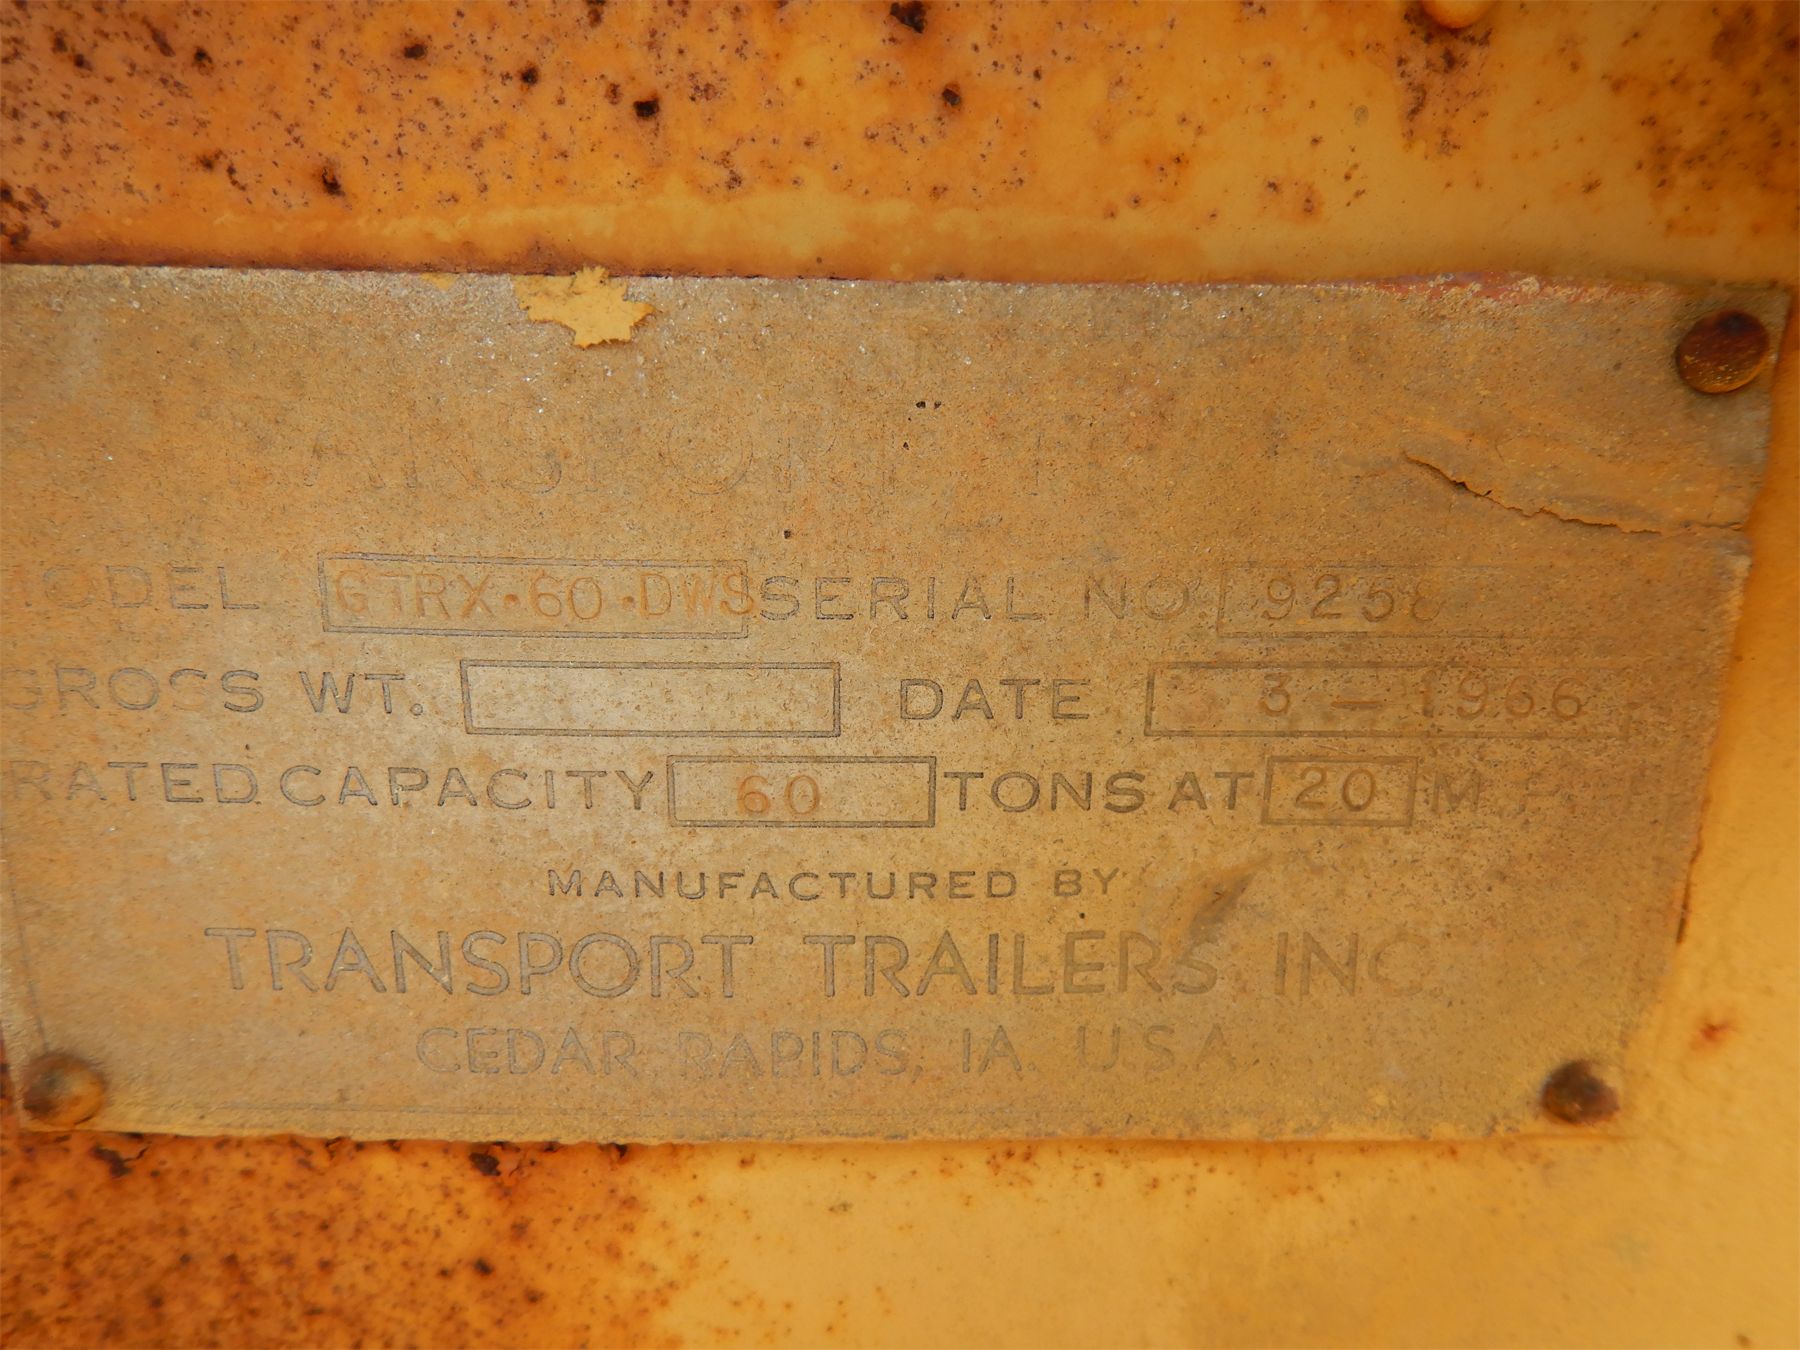 TRANSPORT
MODEL GTRX·60·DWS SERIAL NO. 9258
GROSS WT. DATE 3 - 1966
RATED CAPACITY 60 TONS AT 20 M.P.
MANUFACTURED BY
TRANSPORT TRAILERS INC.
CEDAR RAPIDS, IA. U.S.A.